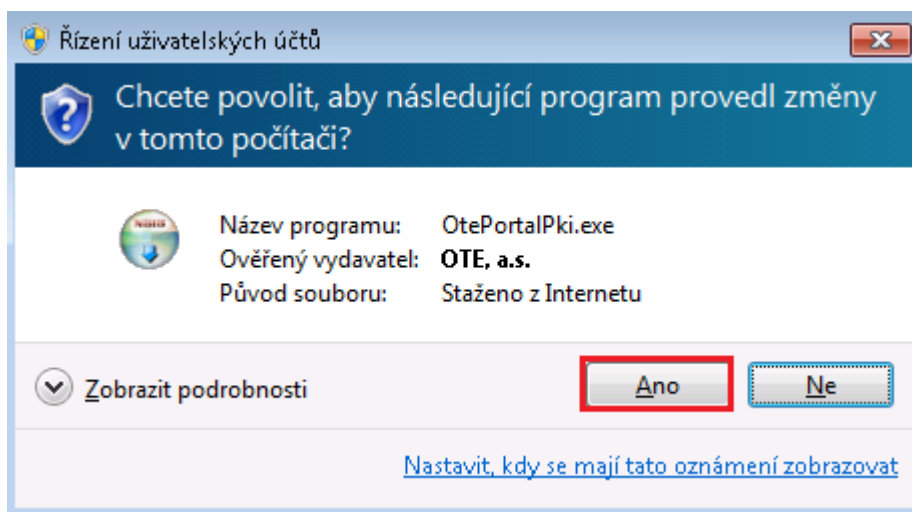 Řízení uživatelských účtů
Chcete povolit, aby následující program provedl změny
v tomto počítači?
Název programu: OtePortalPki.exe
Ověřený vydavatel: OTE, a.s.
Původ souboru: Staženo z Internetu
Zobrazit podrobnosti
Ano
Ne
Nastavit, kdy se mají tato oznámení zobrazovat